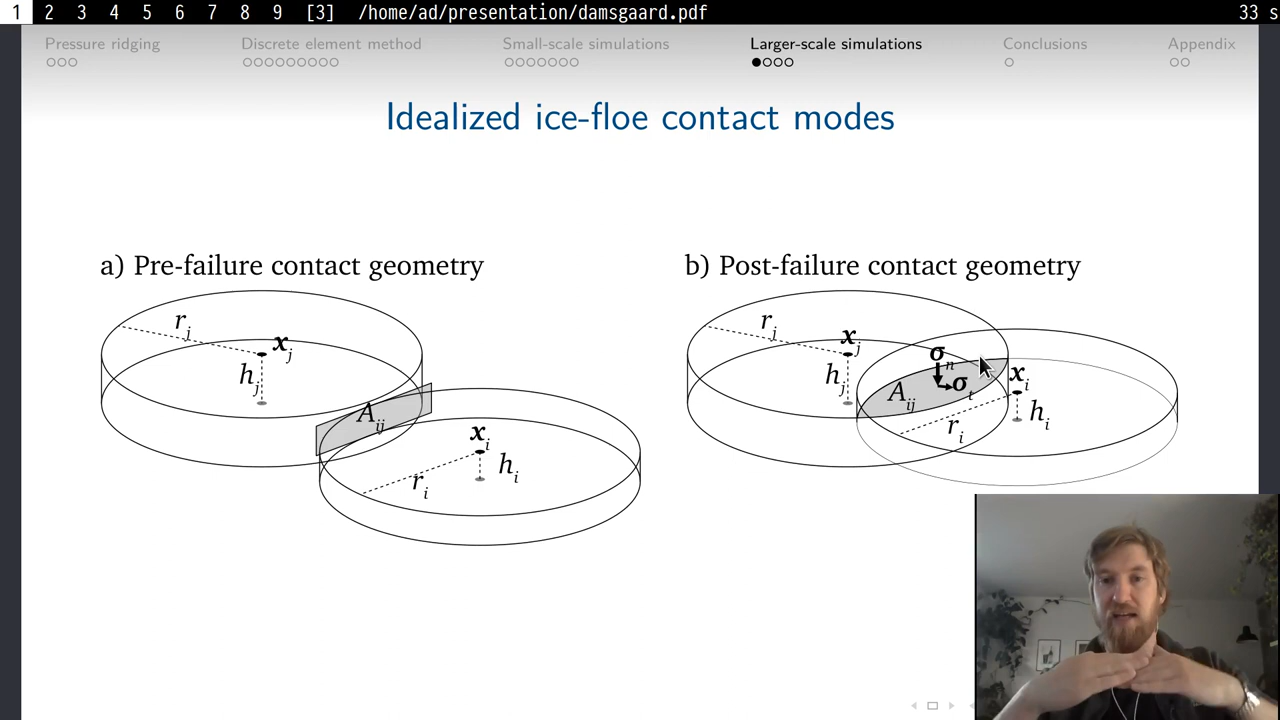 1 2 3 4 5 6 7 8 9 [3] /home/ad/presentation/damsgaard.pdf 33 s
Pressure ridging Discrete element method Small-scale simulations Larger-scale simulations Conclusions Appendix
Idealized ice-floe contact modes
a) Pre-failure contact geometry
r_j
x_j
h_j
A_ij
x_i
h_i
r_i
b) Post-failure contact geometry
r_j
x_j
σ_n
h_j
σ_t
x_i
A_ij
h_i
r_i